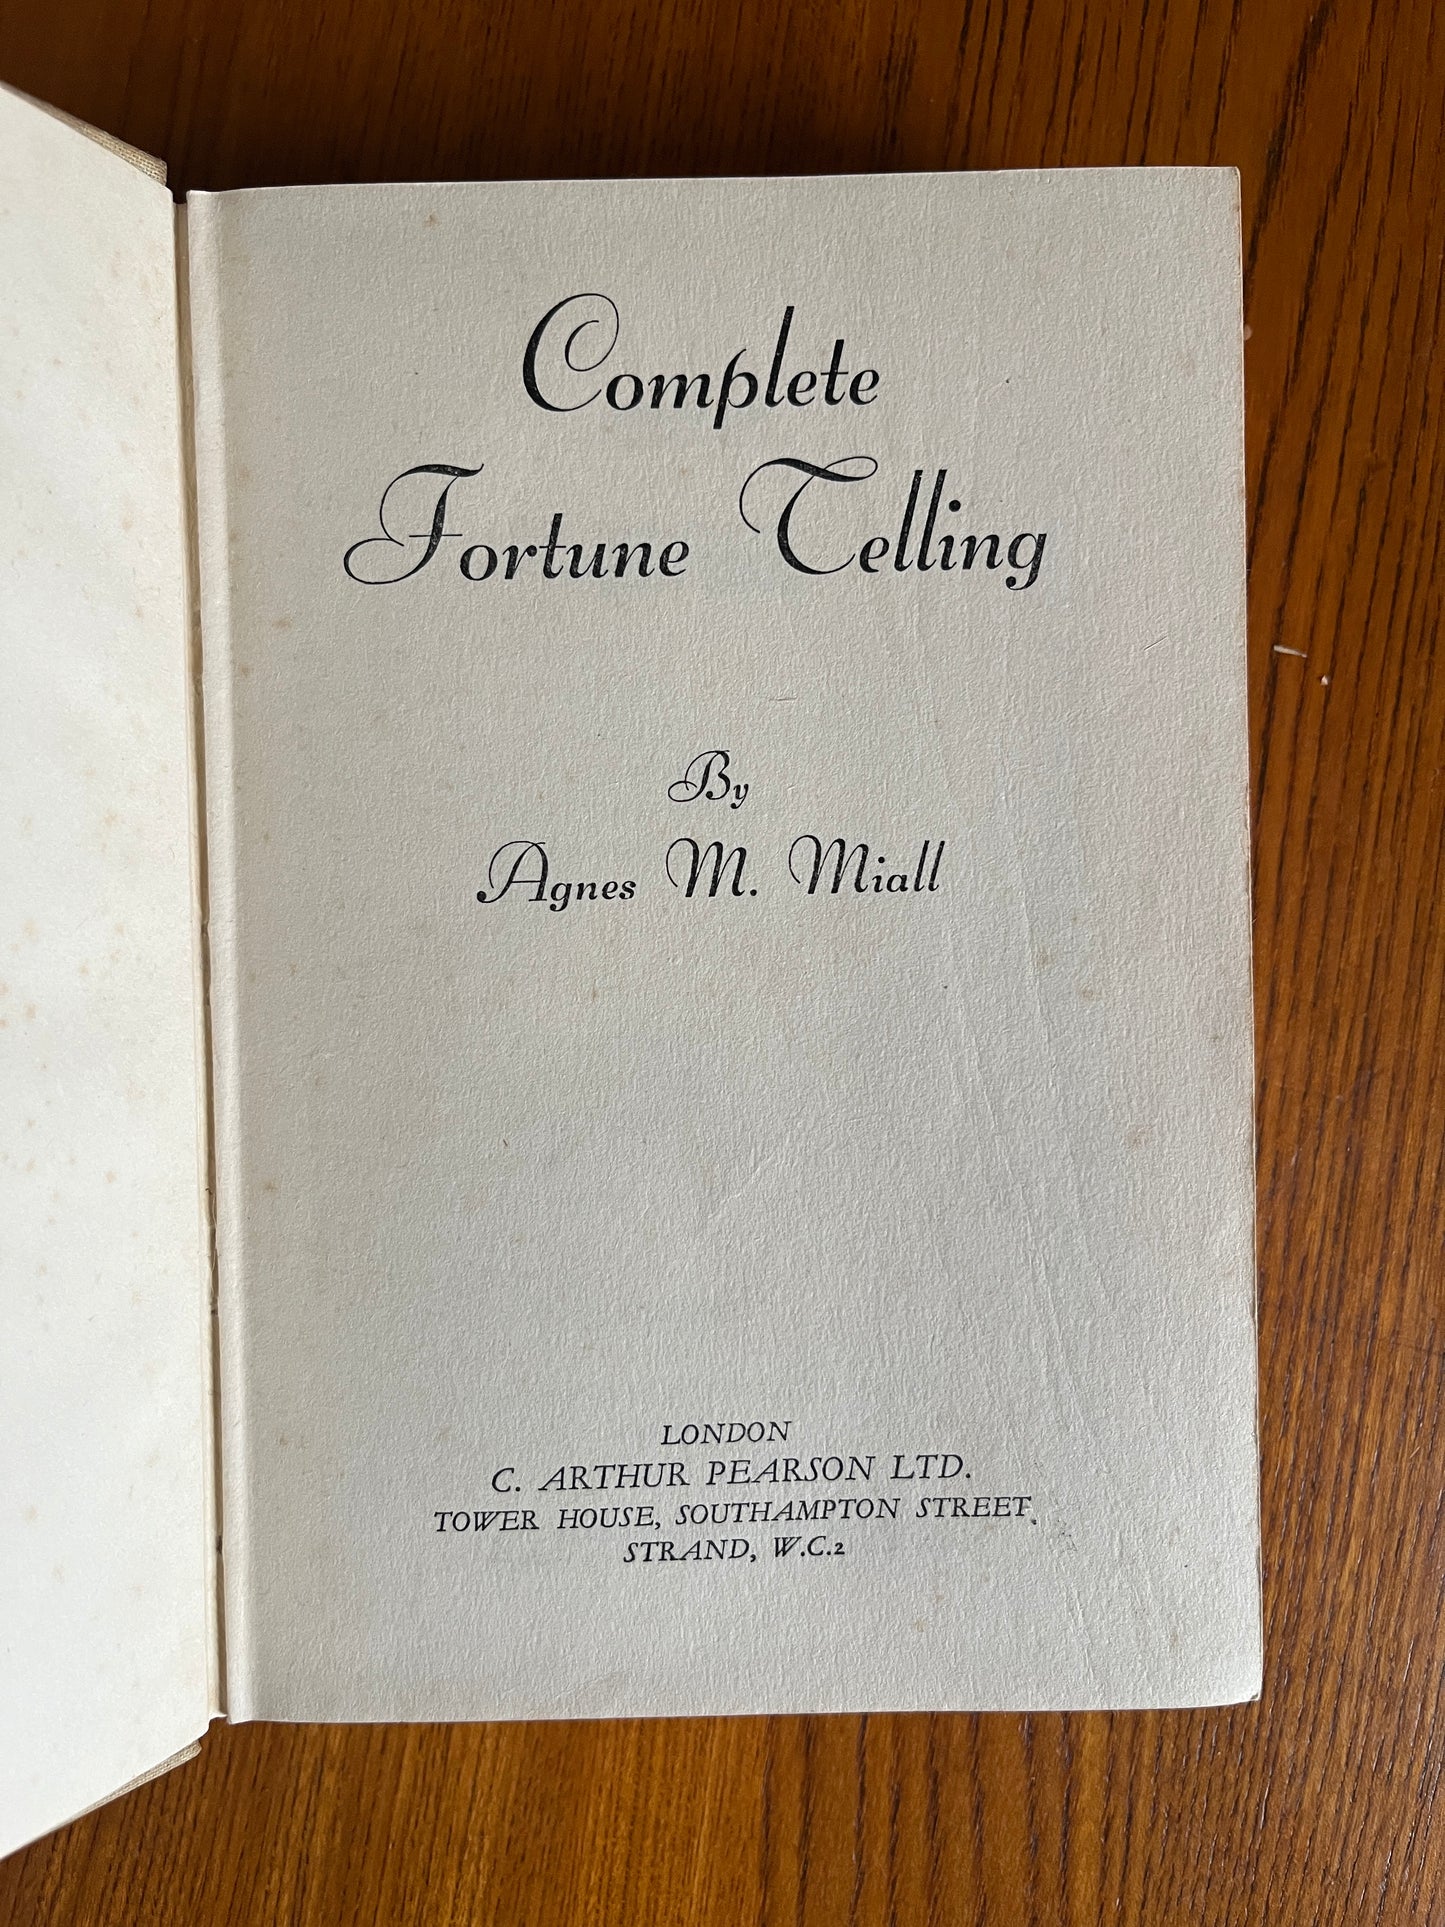 Complete
Fortune Telling
By
Agnes M. Miall
LONDON
C. ARTHUR PEARSON LTD.
TOWER HOUSE, SOUTHAMPTON STREET,
STRAND, W.C.2